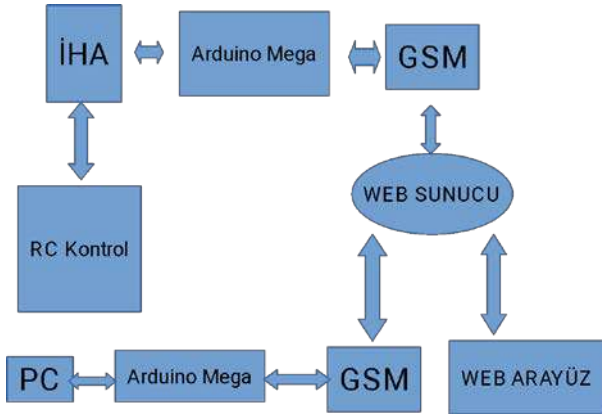 İHA
Arduino Mega
GSM
WEB SUNUCU
RC Kontrol
PC
Arduino Mega
GSM
WEB ARAYÜZ